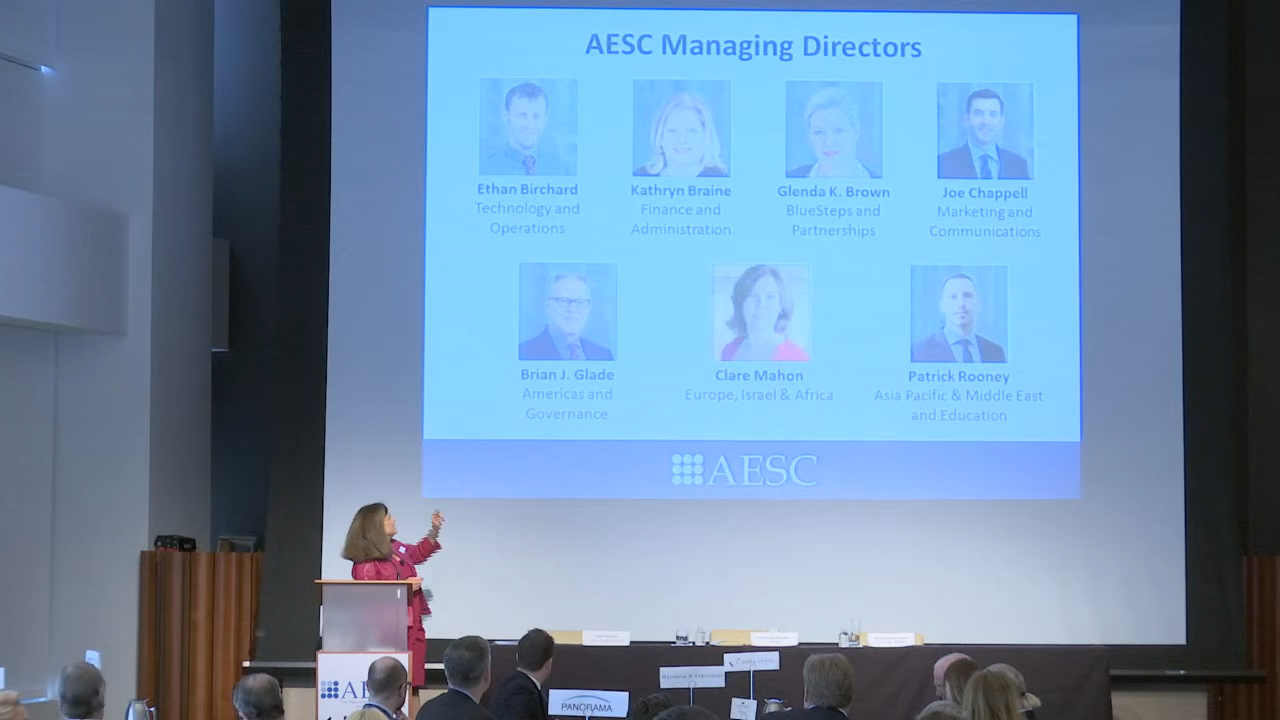 AESC Managing Directors
Ethan Birchard
Technology and
Operations
Kathryn Braine
Finance and
Administration
Glenda K. Brown
BlueSteps and
Partnerships
Joe Chappell
Marketing and
Communications
Brian J. Glade
Americas and
Governance
Clare Mahon
Europe, Israel & Africa
Patrick Rooney
Asia Pacific & Middle East
and Education
AESC
PANORAMA